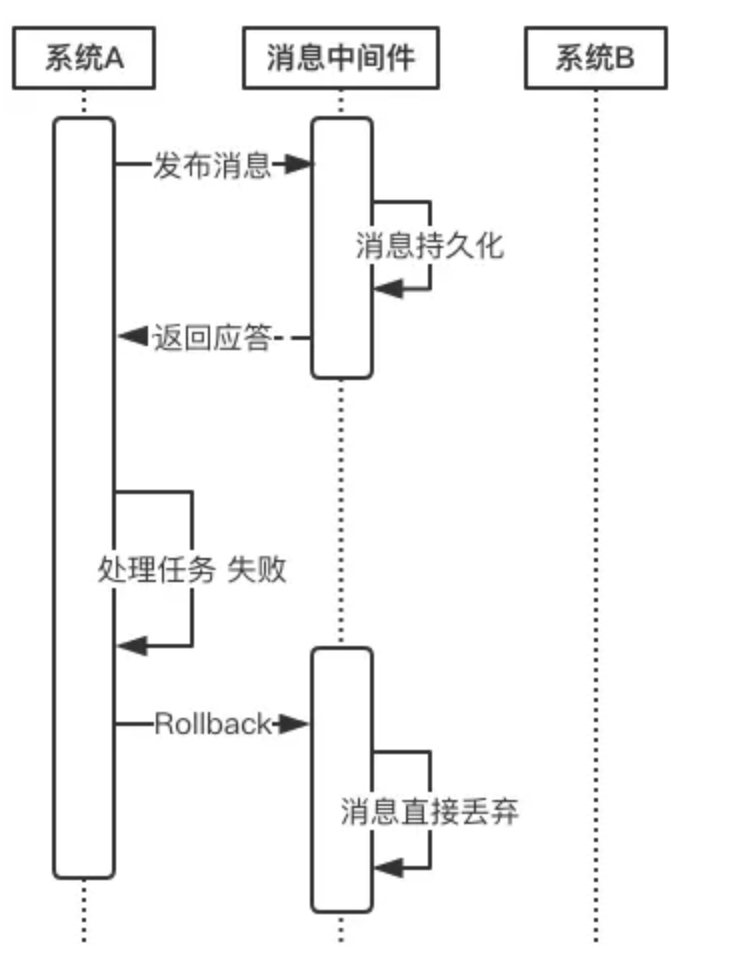 系统A
消息中间件
系统B
发布消息
消息持久化
返回应答
处理任务 失败
Rollback
消息直接丢弃